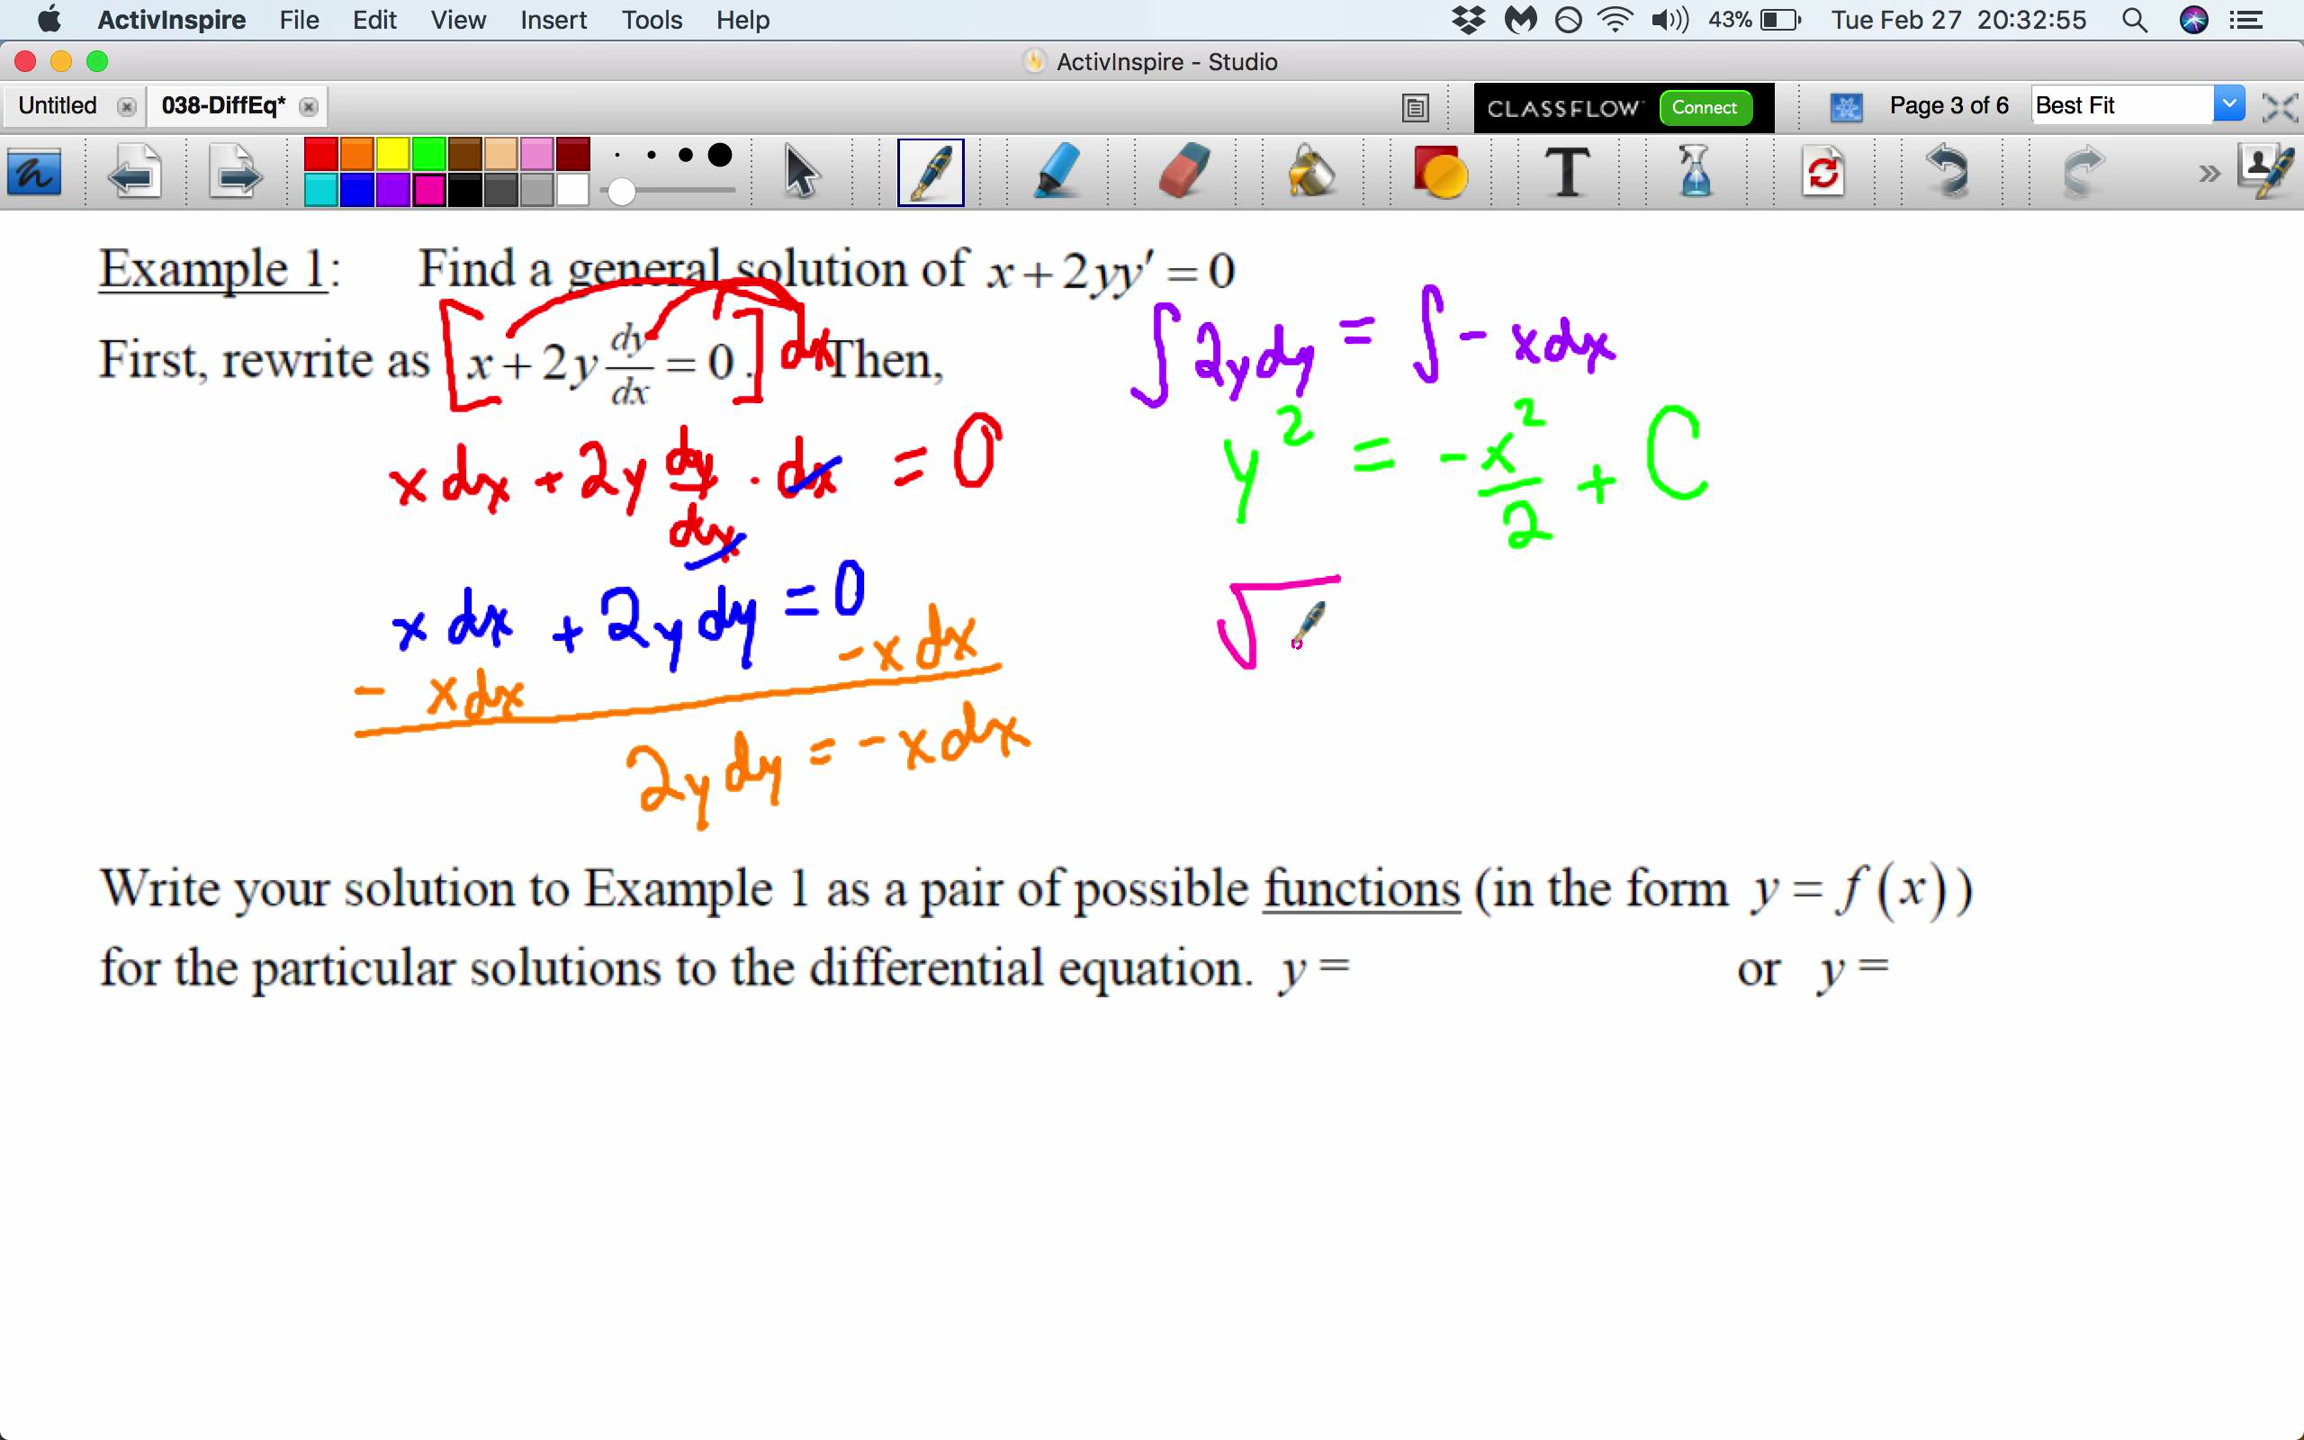 ActivInspire File Edit View Insert Tools Help 43% Tue Feb 27 20:32:55
ActivInspire - Studio
Untitled 038-DiffEq* CLASSFLOW Connect Page 3 of 6 Best Fit
T
Example 1: Find a general solution of x + 2yy′ = 0
First, rewrite as [x + 2y dy/dx = 0.] dx Then,
x dx + 2y dy/dx · dx = 0
x dx + 2y dy = 0
- x dx - x dx
2y dy = - x dx
∫ 2y dy = ∫ - x dx
y² = - x²/2 + C
√
Write your solution to Example 1 as a pair of possible functions (in the form y = f(x))
for the particular solutions to the differential equation. y = or y =